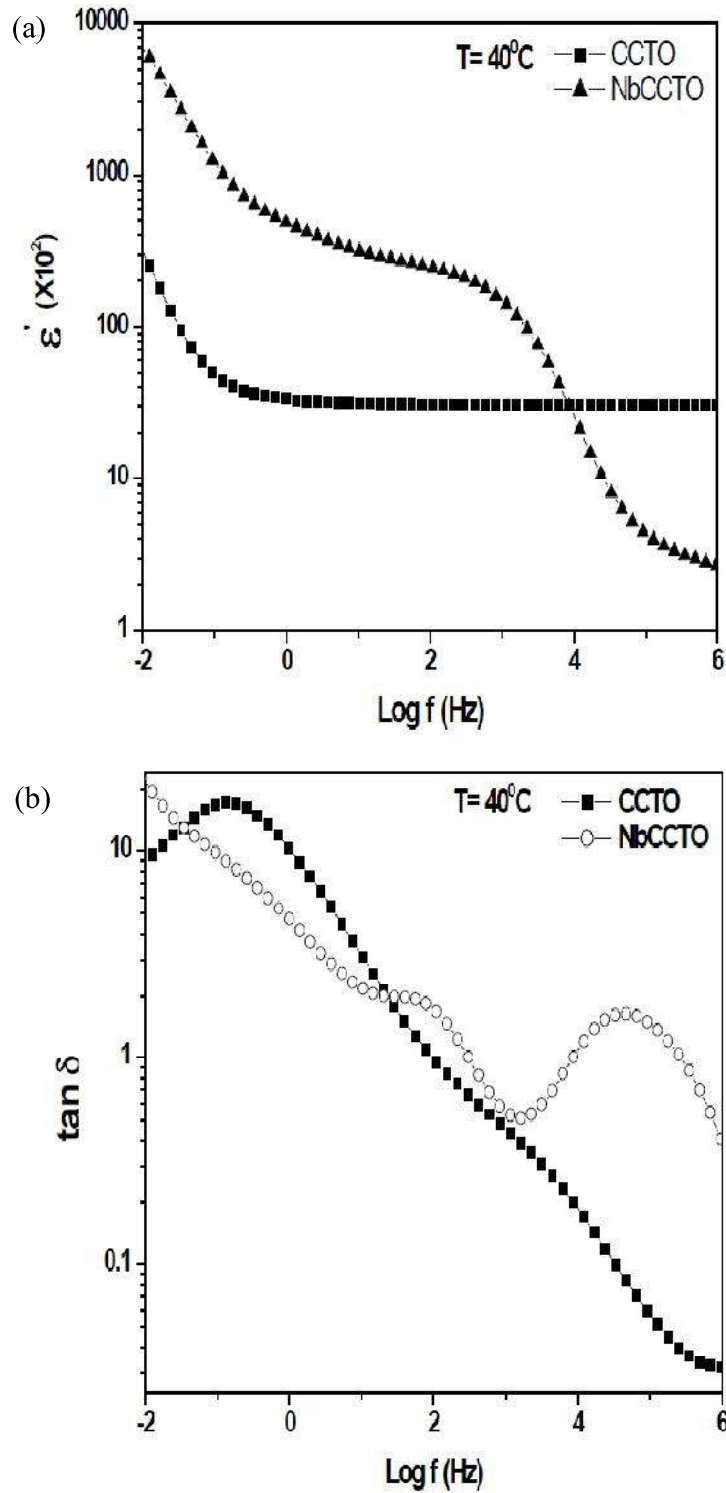 (a)
T= 40⁰C
CCTO
NbCCTO
10000
1000
100
10
1
ε' (X10²)
-2 0 2 4 6
Log f (Hz)
(b)
T= 40⁰C
CCTO
NbCCTO
10
1
0.1
tan δ
-2 0 2 4 6
Log f (Hz)